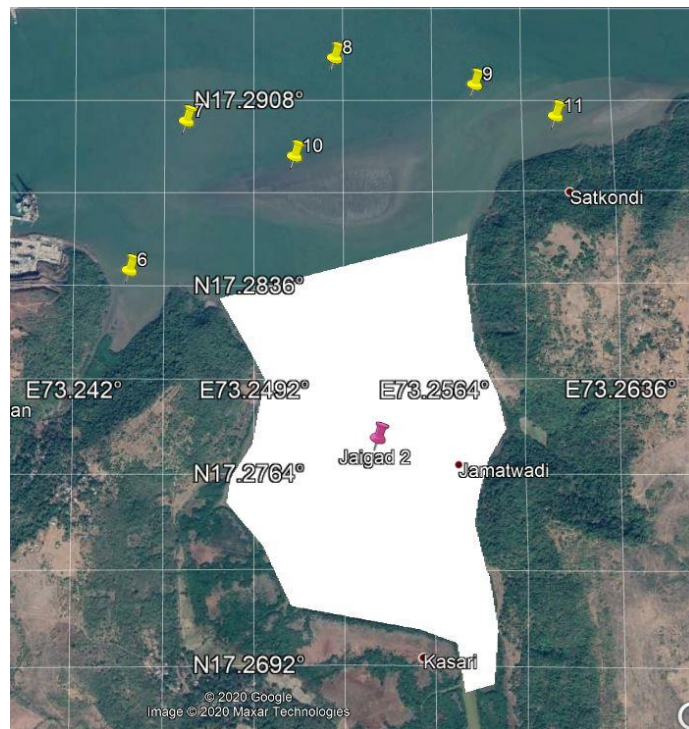 8
9
N17.2908°
7
11
10
Satkondi
6
N17.2836°
E73.242° E73.2492° E73.2564° E73.2636°
an
Jaigad 2
N17.2764°
Jamatwadi
N17.2692°
Kasari
© 2020 Google
Image © 2020 Maxar Technologies